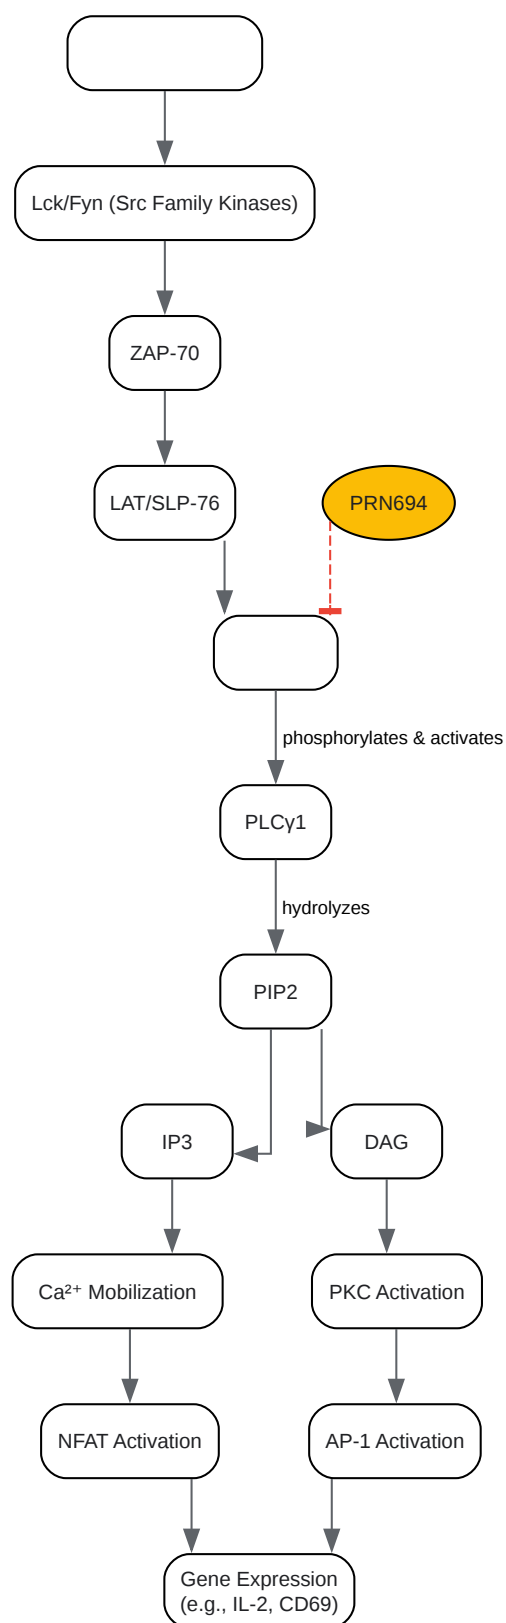 Lck/Fyn (Src Family Kinases)
ZAP-70
LAT/SLP-76
PRN694
phosphorylates & activates
PLCγ1
hydrolyzes
PIP2
IP3
DAG
Ca²⁺ Mobilization
PKC Activation
NFAT Activation
AP-1 Activation
Gene Expression
(e.g., IL-2, CD69)